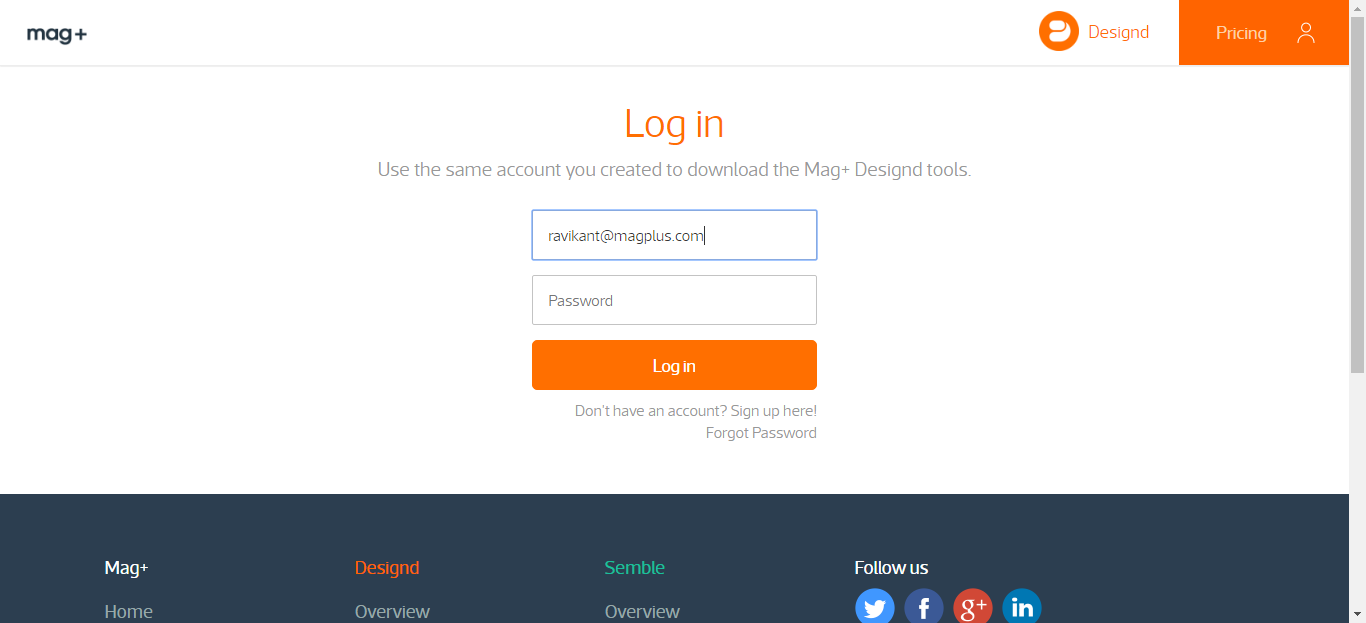 mag+
Designd
Pricing
Log in
Use the same account you created to download the Mag+ Designd tools.
ravikant@magplus.com
Password
Log in
Don't have an account? Sign up here!
Forgot Password
Mag+ Designd Semble Follow us
Home Overview Overview